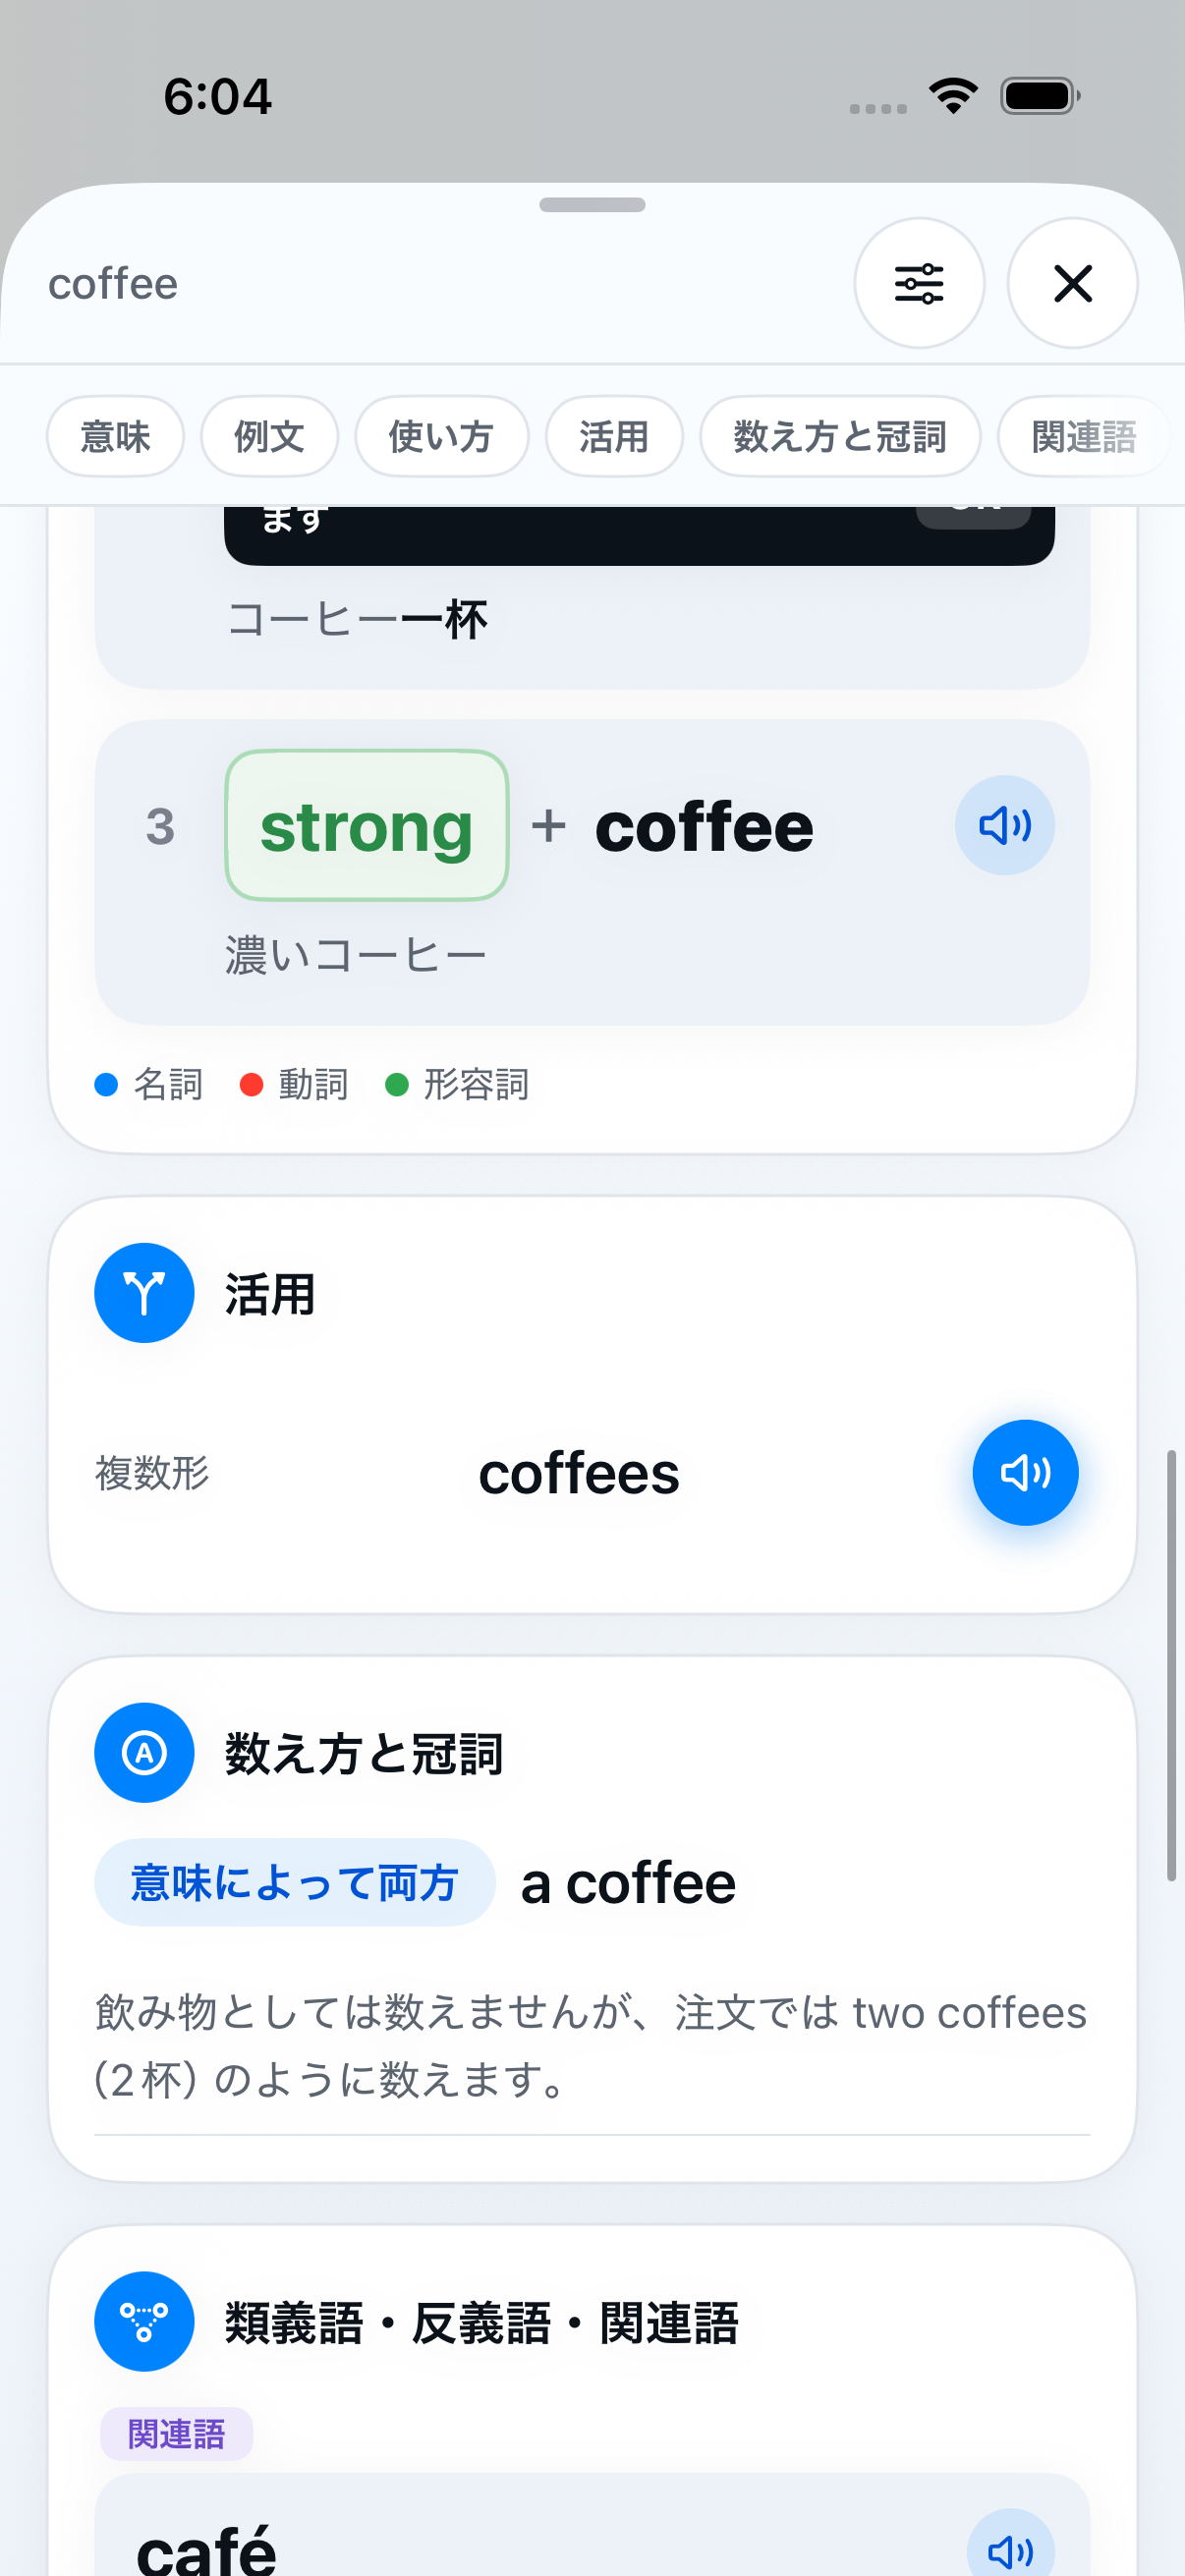 6:04
coffee
意味
例文
使い方
活用
数え方と冠詞
関連語
ます
コーヒー一杯
3
strong + coffee
濃いコーヒー
名詞
動詞
形容詞
活用
複数形
coffees
数え方と冠詞
意味によって両方
a coffee
飲み物としては数えませんが、注文では two coffees
(2杯) のように数えます。
類義語・反義語・関連語
関連語
café